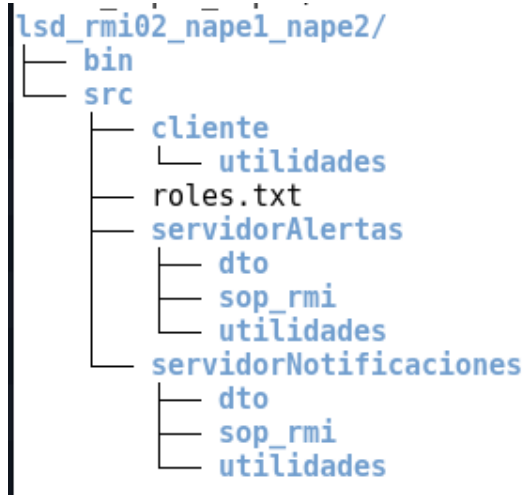 lsd_rmi02_nape1_nape2/
├── bin
└── src
    ├── cliente
    │   └── utilidades
    ├── roles.txt
    ├── servidorAlertas
    │   ├── dto
    │   ├── sop_rmi
    │   └── utilidades
    └── servidorNotificaciones
        ├── dto
        ├── sop_rmi
        └── utilidades